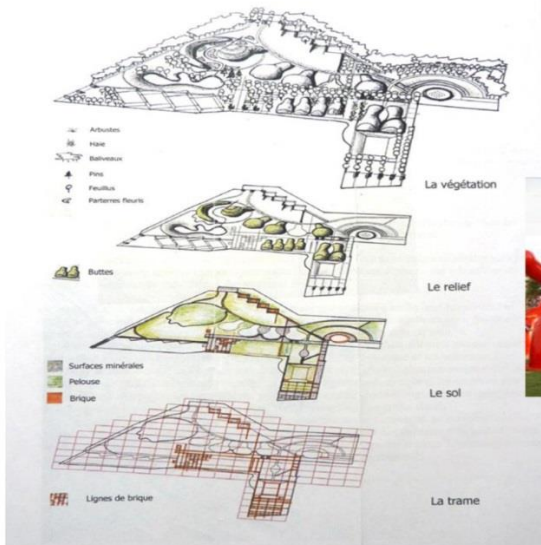 Arbustes
Haie
Baliveaux
Pins
Feuillus
Parterres fleuris
La végétation
Buttes
Le relief
Surfaces minérales
Pelouse
Brique
Le sol
Lignes de brique
La trame